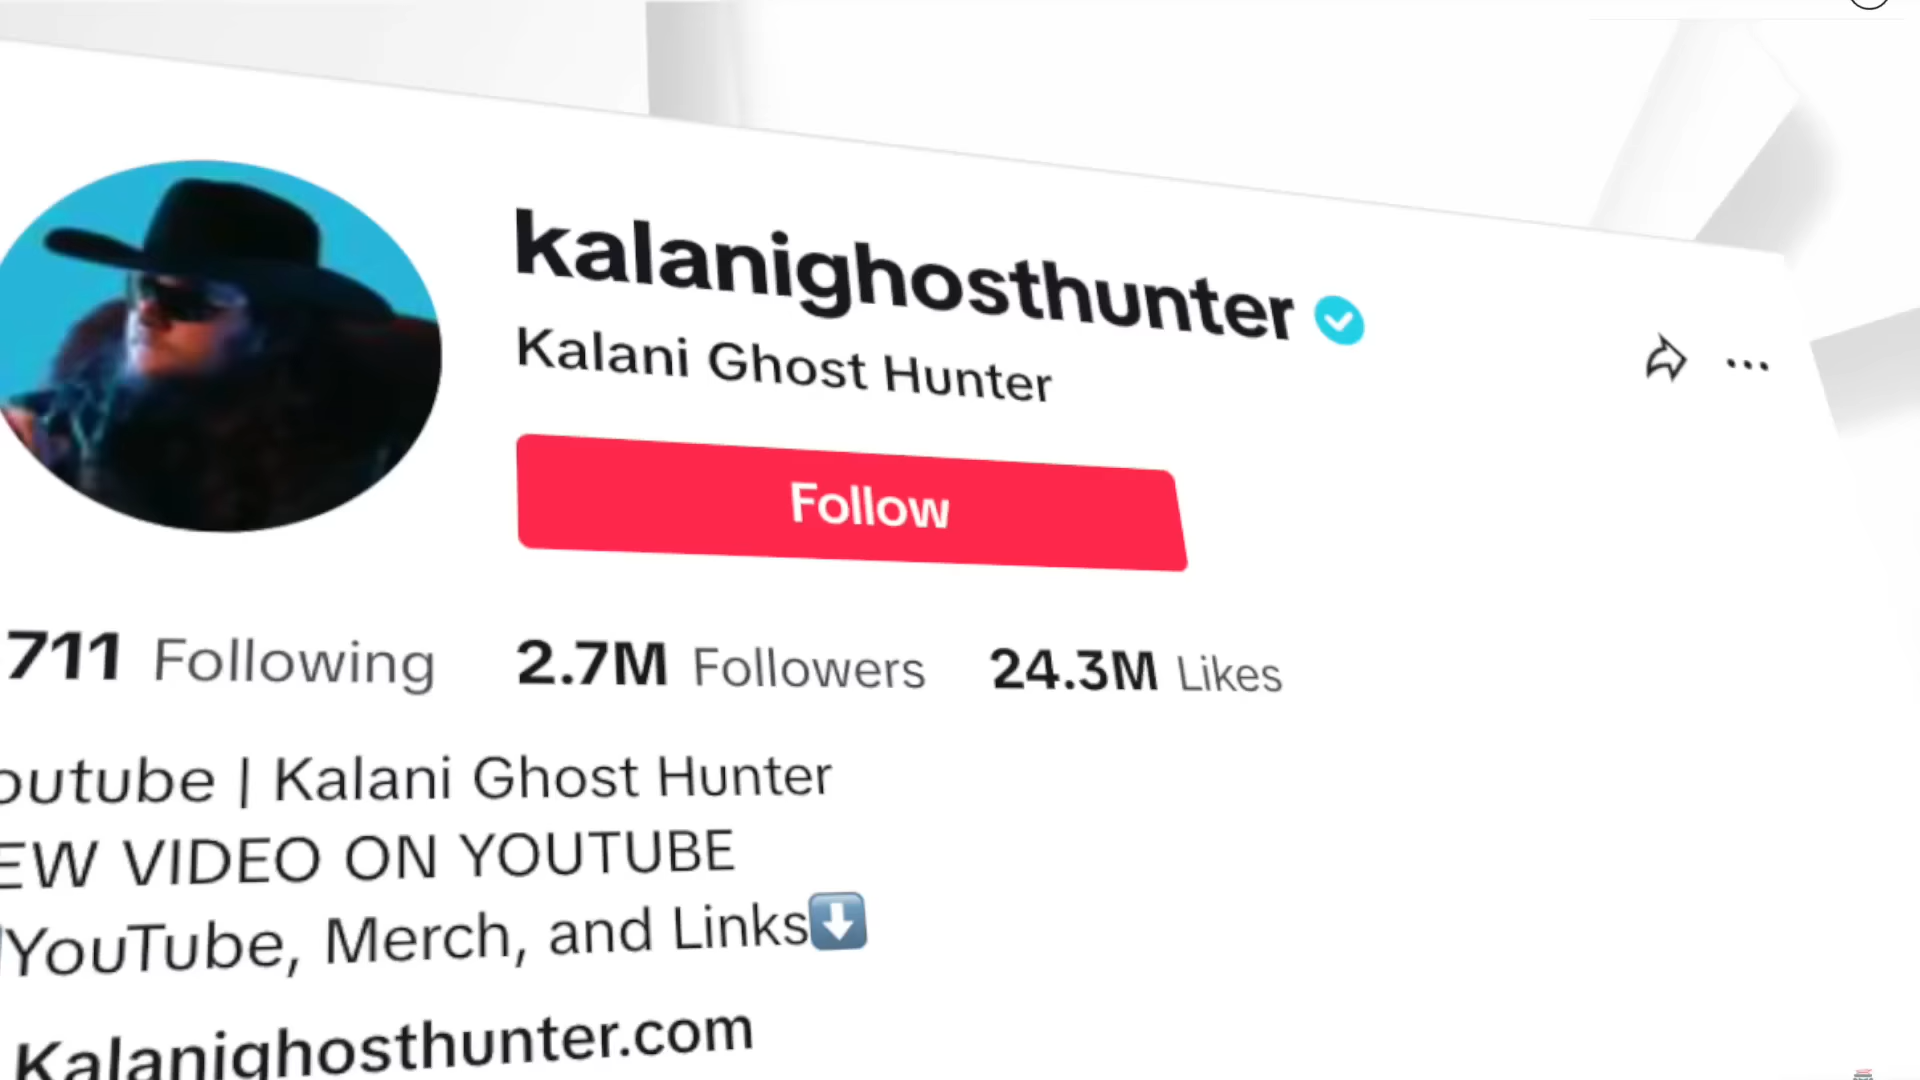 kalanighosthunter
Kalani Ghost Hunter
Follow
711 Following 2.7M Followers 24.3M Likes
outube | Kalani Ghost Hunter
EW VIDEO ON YOUTUBE
YouTube, Merch, and Links⬇️
Kalanighosthunter.com